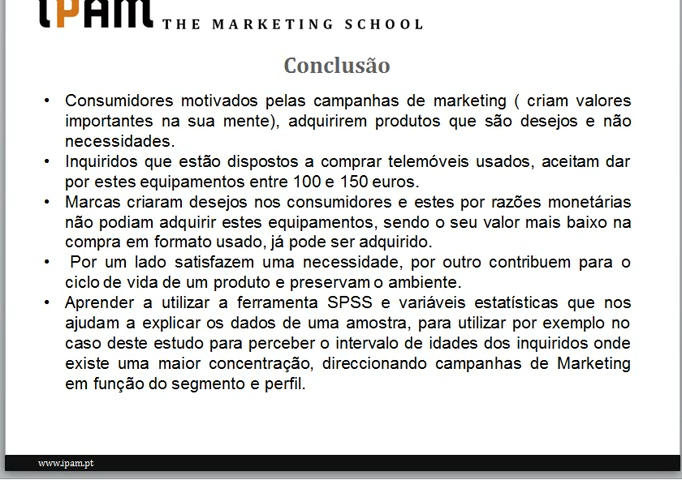 ipam THE MARKETING SCHOOL
Conclusão
• Consumidores motivados pelas campanhas de marketing ( criam valores
importantes na sua mente), adquirirem produtos que são desejos e não
necessidades.
• Inquiridos que estão dispostos a comprar telemóveis usados, aceitam dar
por estes equipamentos entre 100 e 150 euros.
• Marcas criaram desejos nos consumidores e estes por razões monetárias
não podiam adquirir estes equipamentos, sendo o seu valor mais baixo na
compra em formato usado, já pode ser adquirido.
• Por um lado satisfazem uma necessidade, por outro contribuem para o
ciclo de vida de um produto e preservam o ambiente.
• Aprender a utilizar a ferramenta SPSS e variáveis estatísticas que nos
ajudam a explicar os dados de uma amostra, para utilizar por exemplo no
caso deste estudo para perceber o intervalo de idades dos inquiridos onde
existe uma maior concentração, direccionando campanhas de Marketing
em função do segmento e perfil.
www.ipam.pt